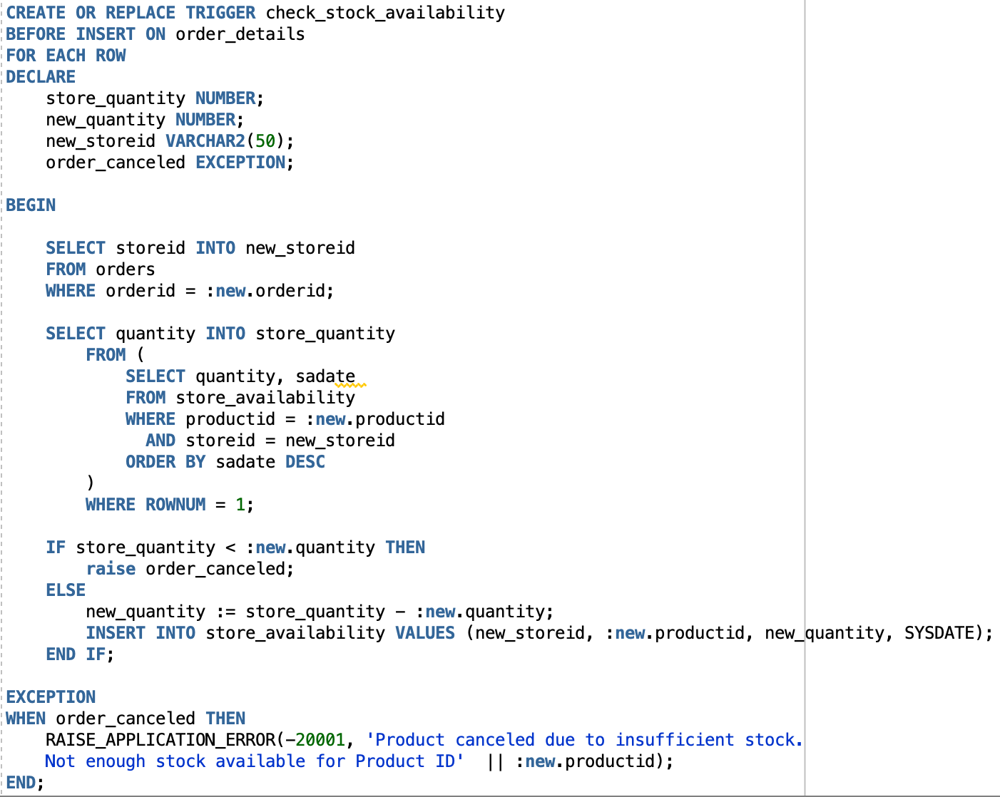 CREATE OR REPLACE TRIGGER check_stock_availability
BEFORE INSERT ON order_details
FOR EACH ROW
DECLARE
    store_quantity NUMBER;
    new_quantity NUMBER;
    new_storeid VARCHAR2(50);
    order_canceled EXCEPTION;

BEGIN

    SELECT storeid INTO new_storeid
    FROM orders
    WHERE orderid = :new.orderid;

    SELECT quantity INTO store_quantity
        FROM (
            SELECT quantity, sadate
            FROM store_availability
            WHERE productid = :new.productid
              AND storeid = new_storeid
            ORDER BY sadate DESC
        )
        WHERE ROWNUM = 1;

    IF store_quantity < :new.quantity THEN
        raise order_canceled;
    ELSE
        new_quantity := store_quantity - :new.quantity;
        INSERT INTO store_availability VALUES (new_storeid, :new.productid, new_quantity, SYSDATE);
    END IF;

EXCEPTION
WHEN order_canceled THEN
    RAISE_APPLICATION_ERROR(-20001, 'Product canceled due to insufficient stock.
    Not enough stock available for Product ID'  || :new.productid);
END;